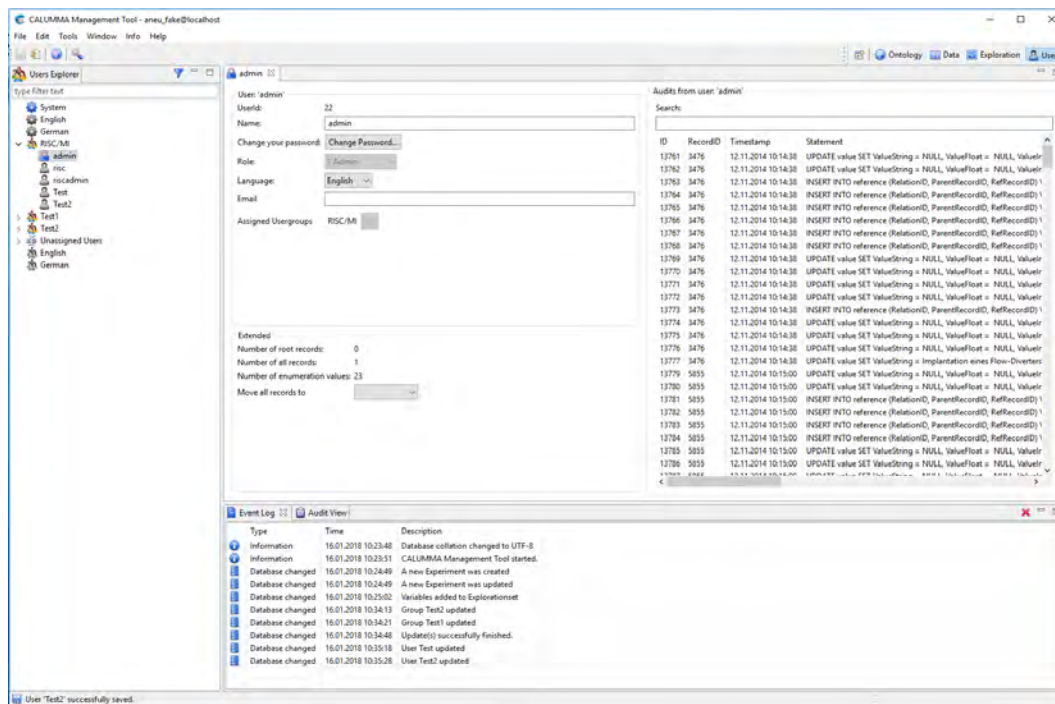 CALUMMA Management Tool - aneu_fake@localhost
File Edit Tools Window Info Help
Ontology Data Exploration Use
Users Explorer
type filter text
System
English
German
RISC/MI
admin
risc
riscadmin
Test
Test2
Test1
Test2
Unassigned Users
English
German
admin
User: 'admin'
UserId: 22
Name: admin
Change your password: Change Password...
Role:
Language: English
Email
Assigned Usergroups RISC/MI
Extended
Number of root records: 0
Number of all records: 1
Number of enumeration values: 23
Move all records to
Audits from user: 'admin'
Search:
ID RecordID Timestamp Statement
13761 3476 12.11.2014 10:14:38 UPDATE value SET ValueString = NULL, ValueFloat = NULL, ValueIr
13762 3476 12.11.2014 10:14:38 UPDATE value SET ValueString = NULL, ValueFloat = NULL, ValueIr
13763 3476 12.11.2014 10:14:38 INSERT INTO reference (RelationID, ParentRecordID, RefRecordID) \
13764 3476 12.11.2014 10:14:38 INSERT INTO reference (RelationID, ParentRecordID, RefRecordID) \
13765 3476 12.11.2014 10:14:38 INSERT INTO reference (RelationID, ParentRecordID, RefRecordID) \
13766 3476 12.11.2014 10:14:38 INSERT INTO reference (RelationID, ParentRecordID, RefRecordID) \
13767 3476 12.11.2014 10:14:38 INSERT INTO reference (RelationID, ParentRecordID, RefRecordID) \
13768 3476 12.11.2014 10:14:38 INSERT INTO reference (RelationID, ParentRecordID, RefRecordID) \
13769 3476 12.11.2014 10:14:38 UPDATE value SET ValueString = NULL, ValueFloat = NULL, ValueIr
13770 3476 12.11.2014 10:14:38 UPDATE value SET ValueString = NULL, ValueFloat = NULL, ValueIr
13771 3476 12.11.2014 10:14:38 UPDATE value SET ValueString = NULL, ValueFloat = NULL, ValueIr
13772 3476 12.11.2014 10:14:38 UPDATE value SET ValueString = NULL, ValueFloat = NULL, ValueIr
13773 3476 12.11.2014 10:14:38 INSERT INTO reference (RelationID, ParentRecordID, RefRecordID) \
13774 3476 12.11.2014 10:14:38 UPDATE value SET ValueString = NULL, ValueFloat = NULL, ValueIr
13775 3476 12.11.2014 10:14:38 UPDATE value SET ValueString = NULL, ValueFloat = NULL, ValueIr
13776 3476 12.11.2014 10:14:38 UPDATE value SET ValueString = NULL, ValueFloat = NULL, ValueIr
13777 3476 12.11.2014 10:14:38 UPDATE value SET ValueString = Implantation eines Flow-Diverters
13779 5855 12.11.2014 10:15:00 UPDATE value SET ValueString = NULL, ValueFloat = NULL, ValueIr
13780 5855 12.11.2014 10:15:00 UPDATE value SET ValueString = NULL, ValueFloat = NULL, ValueIr
13781 5855 12.11.2014 10:15:00 INSERT INTO reference (RelationID, ParentRecordID, RefRecordID) \
13782 5855 12.11.2014 10:15:00 INSERT INTO reference (RelationID, ParentRecordID, RefRecordID) \
13783 5855 12.11.2014 10:15:00 INSERT INTO reference (RelationID, ParentRecordID, RefRecordID) \
13784 5855 12.11.2014 10:15:00 INSERT INTO reference (RelationID, ParentRecordID, RefRecordID) \
13785 5855 12.11.2014 10:15:00 UPDATE value SET ValueString = NULL, ValueFloat = NULL, ValueIr
13786 5855 12.11.2014 10:15:00 UPDATE value SET ValueString = NULL, ValueFloat = NULL, ValueIr
Event Log Audit View
Type Time Description
Information 16.01.2018 10:23:48 Database collation changed to UTF-8
Information 16.01.2018 10:23:51 CALUMMA Management Tool started.
Database changed 16.01.2018 10:24:49 A new Experiment was created
Database changed 16.01.2018 10:24:49 A new Experiment was updated
Database changed 16.01.2018 10:25:02 Variables added to Explorationset
Database changed 16.01.2018 10:34:13 Group Test2 updated
Database changed 16.01.2018 10:34:21 Group Test1 updated
Database changed 16.01.2018 10:34:48 Update(s) successfully finished.
Database changed 16.01.2018 10:35:18 User Test updated
Database changed 16.01.2018 10:35:28 User Test2 updated
User 'Test2' successfully saved.